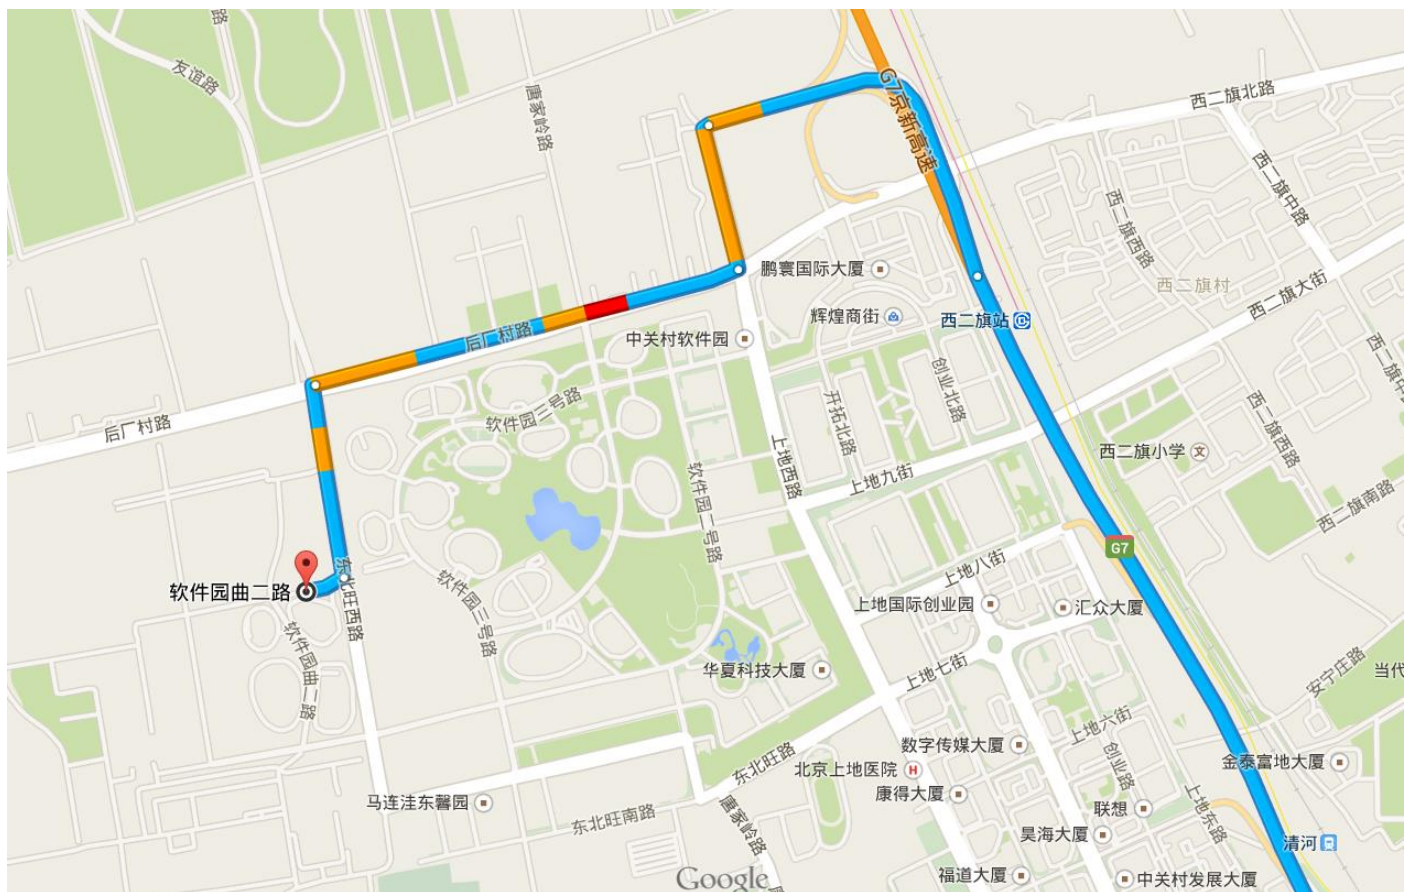 友谊路
唐家岭路
G7京新高速
西二旗北路
西二旗中路
西二旗西路
西二旗村
西二旗大街
鹏寰国际大厦
辉煌商街
西二旗站
中关村软件园
后厂村路
后厂村路
软件园三号路
创业北路
开拓北路
西二旗中路
西二旗西路
西二旗小学
文
上地西路
上地九街
软件园二号路
西二旗南路
G7
上地八街
软件园曲二路
东北旺西路
软件园三号路
上地国际创业园
汇众大厦
软件园曲二路
华夏科技大厦
上地七街
安宁庄路
当代
上地六街
数字传媒大厦
东北旺路
北京上地医院
H
创业路
金泰富地大厦
康得大厦
马连洼东馨园
联想
上地东路
东北旺南路
唐家岭路
昊海大厦
清河
Google
福道大厦
中关村发展大厦